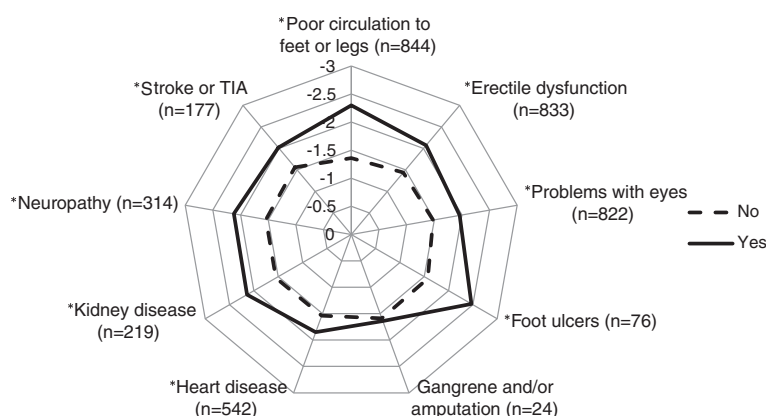 *Poor circulation to
feet or legs (n=844)
*Erectile dysfunction
(n=833)
*Problems with eyes
(n=822)
*Foot ulcers (n=76)
Gangrene and/or
amputation (n=24)
*Heart disease
(n=542)
*Kidney disease
(n=219)
*Neuropathy (n=314)
*Stroke or TIA
(n=177)
-3
-2.5
2
-1.5
-1
-0.5
0
No
Yes